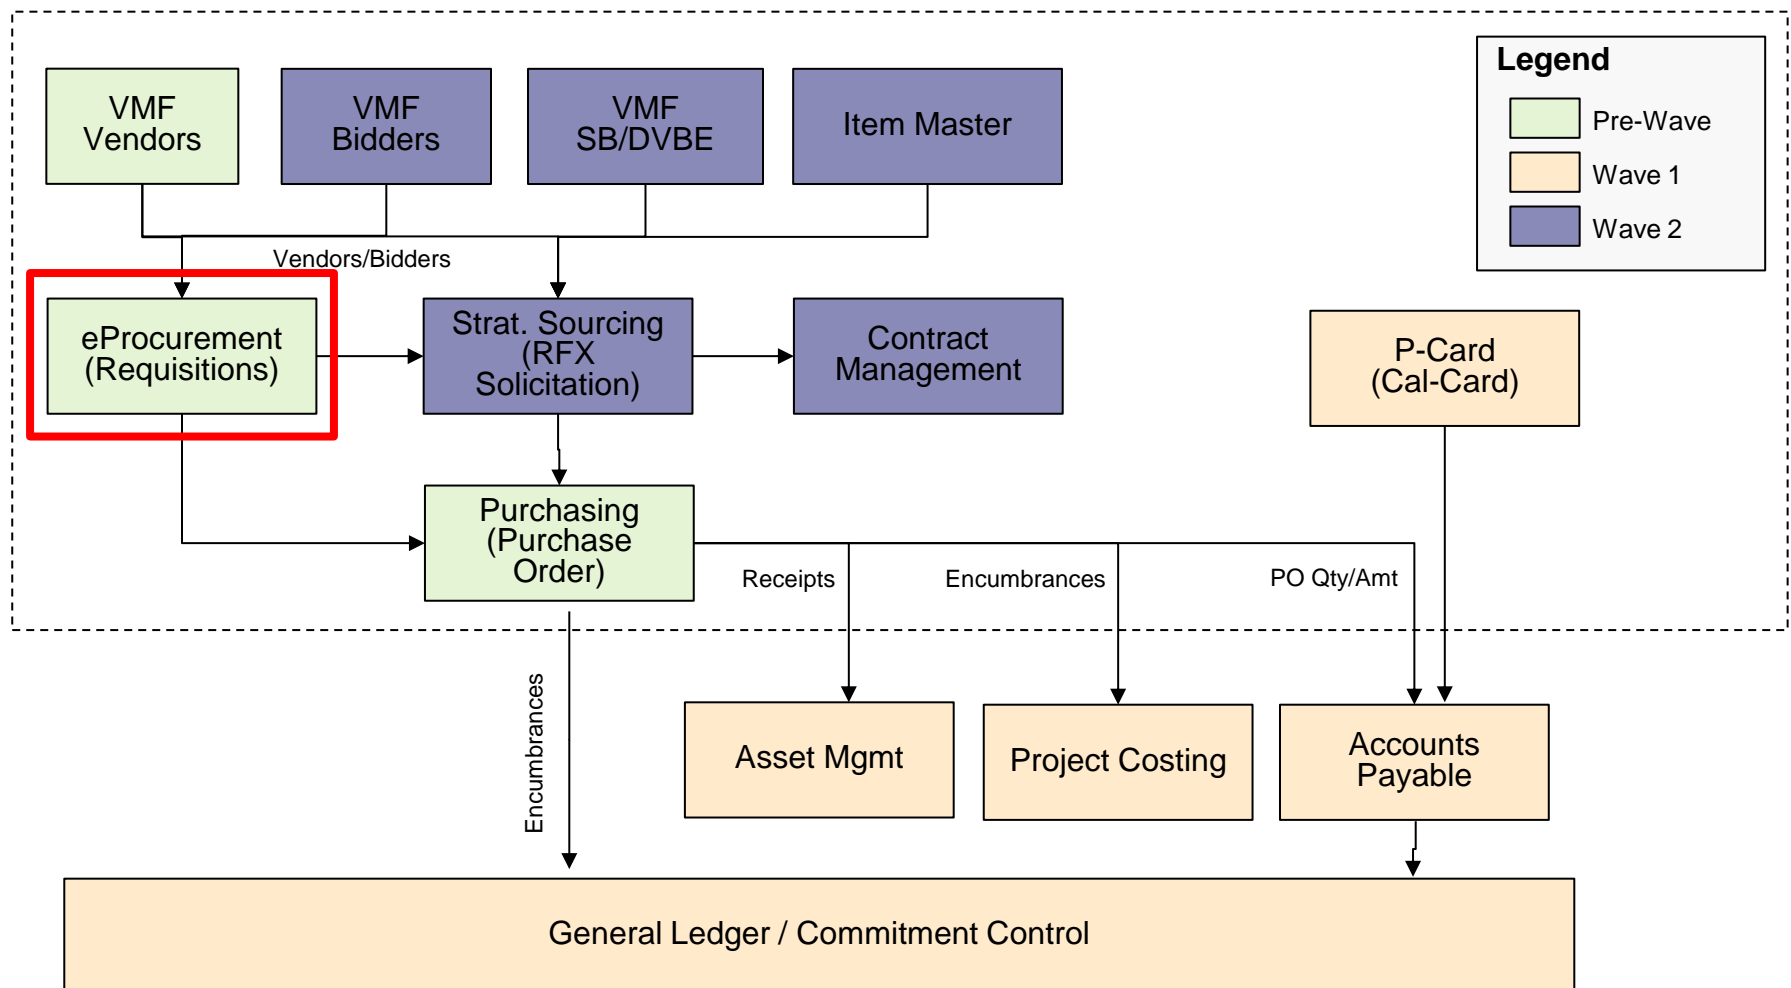 Legend
Pre-Wave
Wave 1
Wave 2
VMF
Vendors
VMF
Bidders
VMF
SB/DVBE
Item Master
Vendors/Bidders
eProcurement
(Requisitions)
Strat. Sourcing
(RFX
Solicitation)
Contract
Management
P-Card
(Cal-Card)
Purchasing
(Purchase
Order)
Receipts
Encumbrances
PO Qty/Amt
Encumbrances
Asset Mgmt
Project Costing
Accounts
Payable
General Ledger / Commitment Control